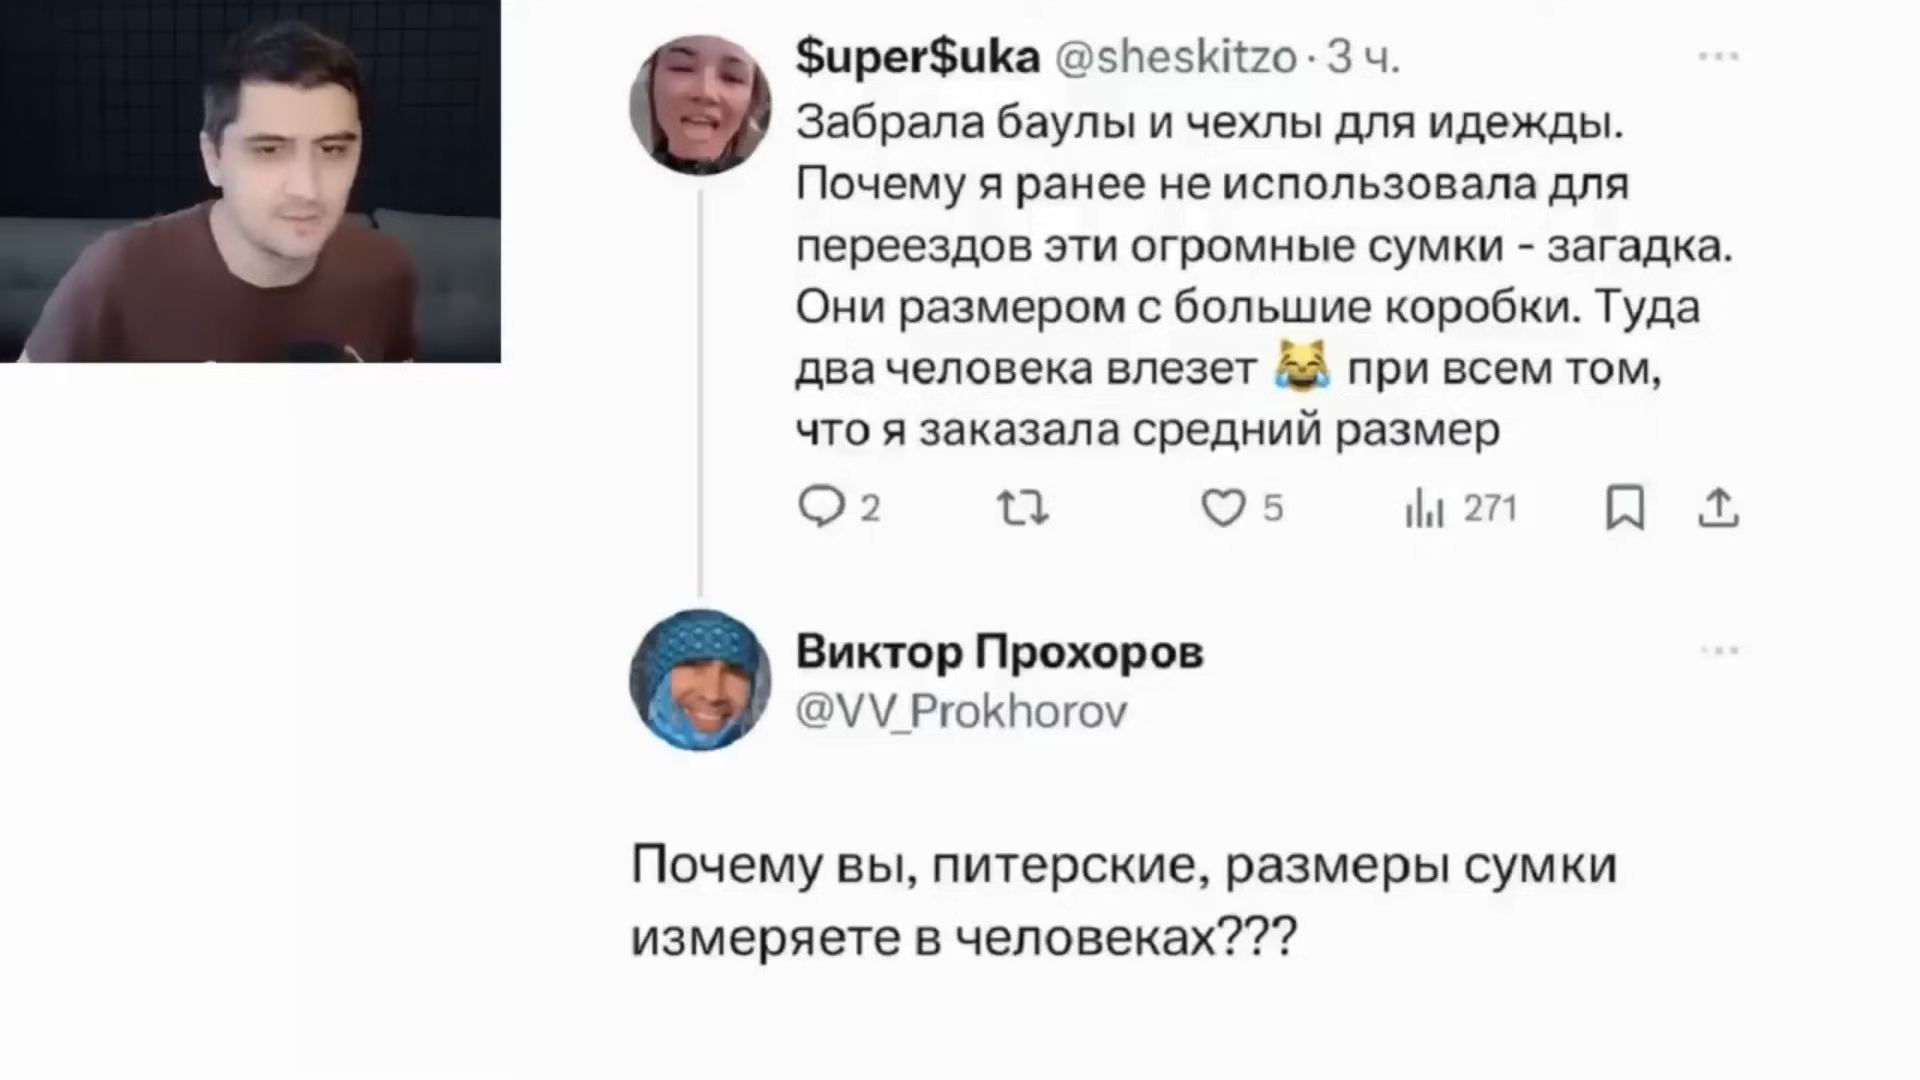 $uper$uka @sheskitzo · 3 ч.
Забрала баулы и чехлы для идежды.
Почему я ранее не использовала для
переездов эти огромные сумки - загадка.
Они размером с большие коробки. Туда
два человека влезет 😹 при всем том,
что я заказала средний размер
2 5 271
Виктор Прохоров
@VV_Prokhorov
Почему вы, питерские, размеры сумки
измеряете в человеках???